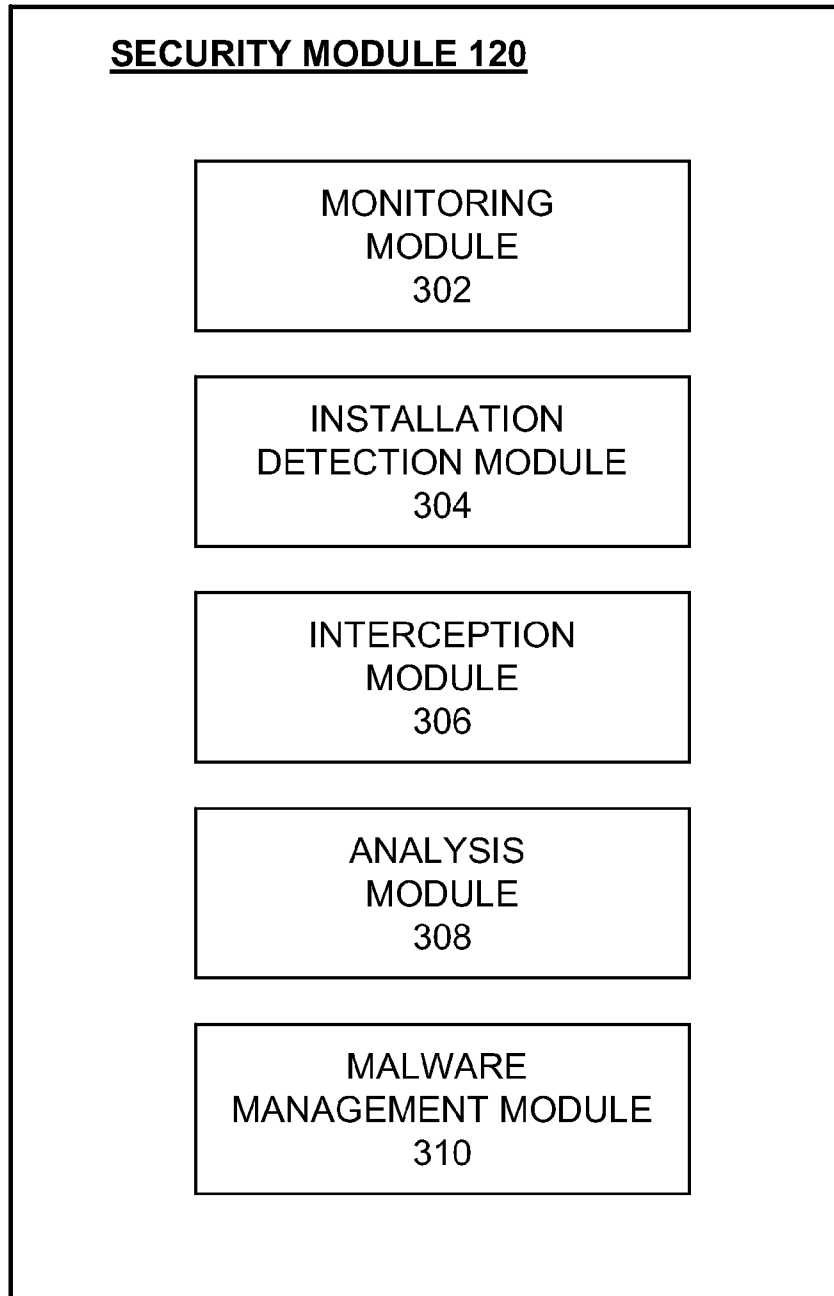 SECURITY MODULE 120
MONITORING
MODULE
302
INSTALLATION
DETECTION MODULE
304
INTERCEPTION
MODULE
306
ANALYSIS
MODULE
308
MALWARE
MANAGEMENT MODULE
310